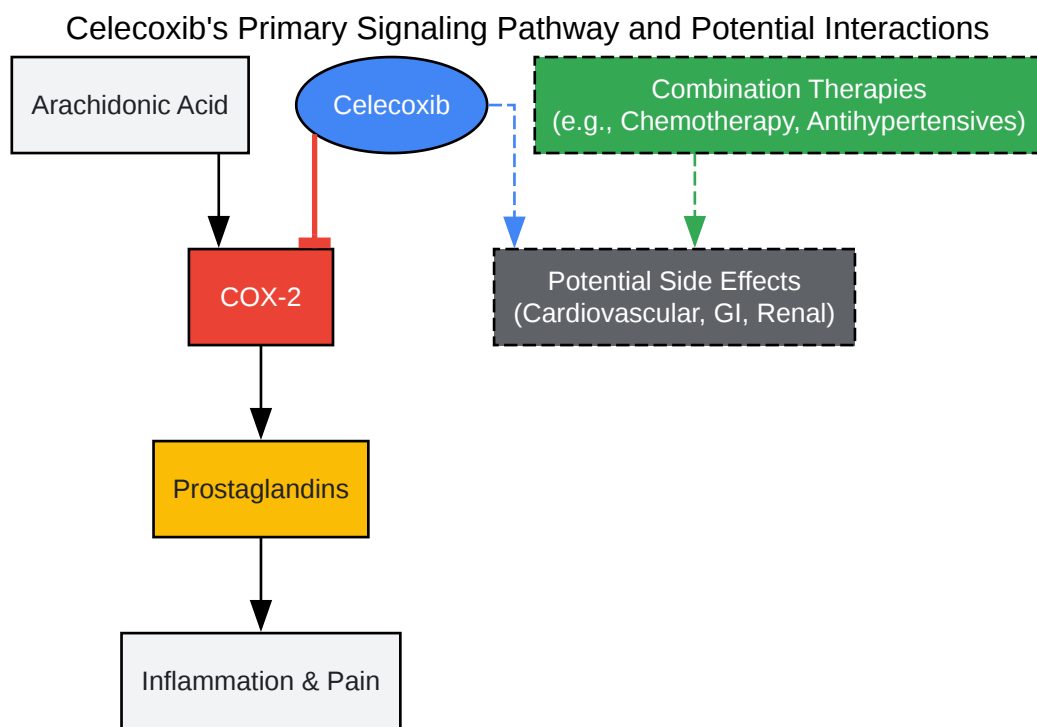 Celecoxib's Primary Signaling Pathway and Potential Interactions
Arachidonic Acid
Celecoxib
Combination Therapies
(e.g., Chemotherapy, Antihypertensives)
COX-2
Potential Side Effects
(Cardiovascular, GI, Renal)
Prostaglandins
Inflammation & Pain